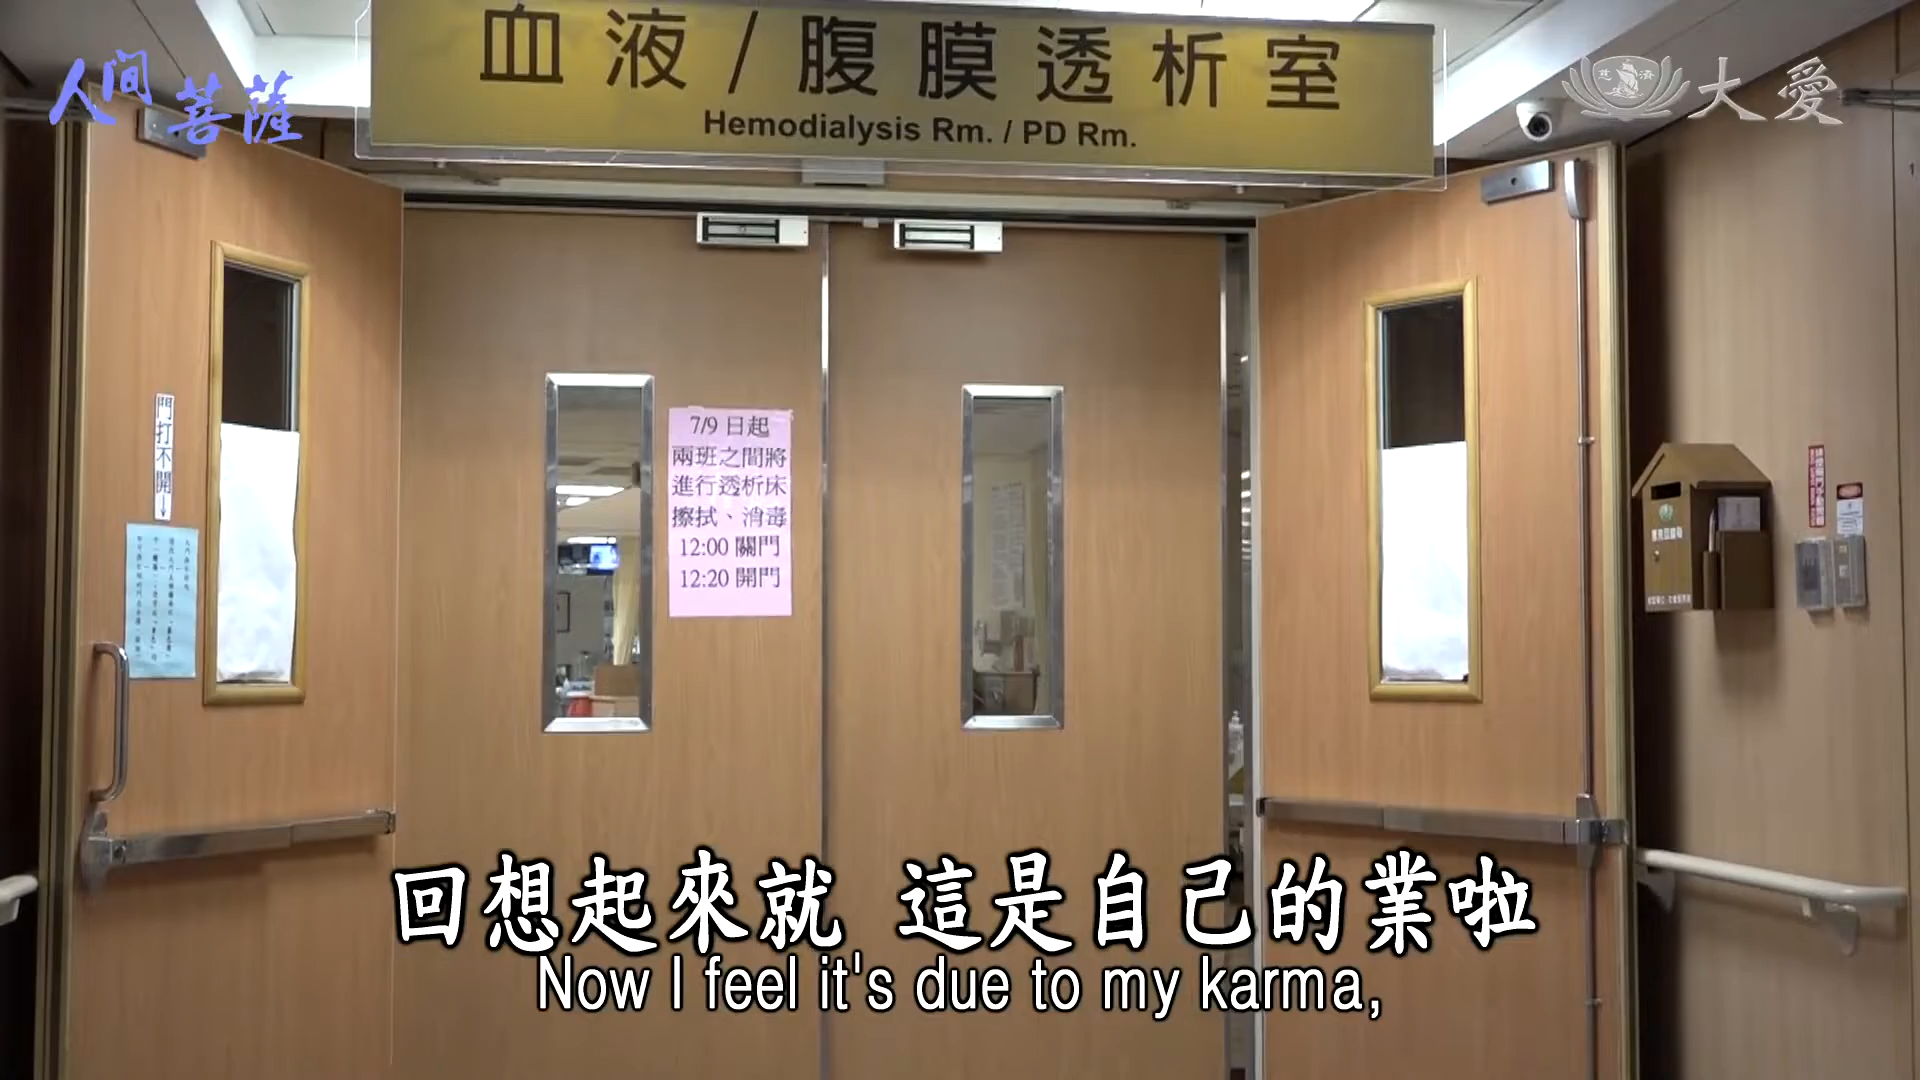 人間菩薩
血液/腹膜透析室
Hemodialysis Rm. / PD Rm.
慈濟
大愛
門打不開↓
7/9 日起
兩班之間將
進行透析床
擦拭、消毒
12:00 關門
12:20 開門
回想起來就 這是自己的業啦
Now I feel it's due to my karma,